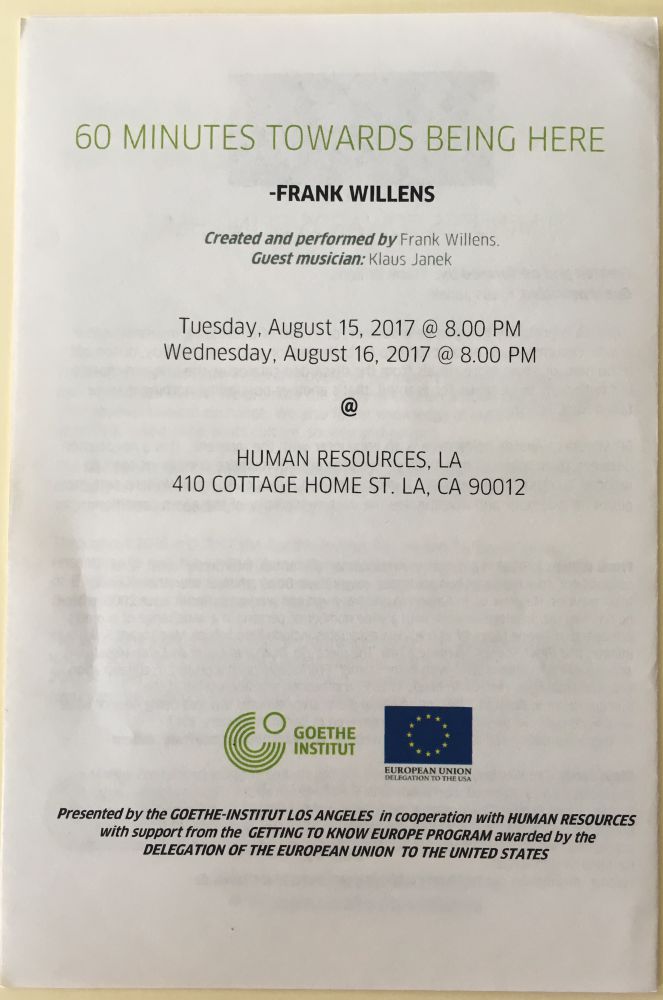 60 MINUTES TOWARDS BEING HERE
-FRANK WILLENS
Created and performed by Frank Willens.
Guest musician: Klaus Janek
Tuesday, August 15, 2017 @ 8.00 PM
Wednesday, August 16, 2017 @ 8.00 PM
@
HUMAN RESOURCES, LA
410 COTTAGE HOME ST. LA, CA 90012
GOETHE
INSTITUT
EUROPEAN UNION
DELEGATION TO THE USA
Presented by the GOETHE-INSTITUT LOS ANGELES in cooperation with HUMAN RESOURCES
with support from the GETTING TO KNOW EUROPE PROGRAM awarded by the
DELEGATION OF THE EUROPEAN UNION TO THE UNITED STATES